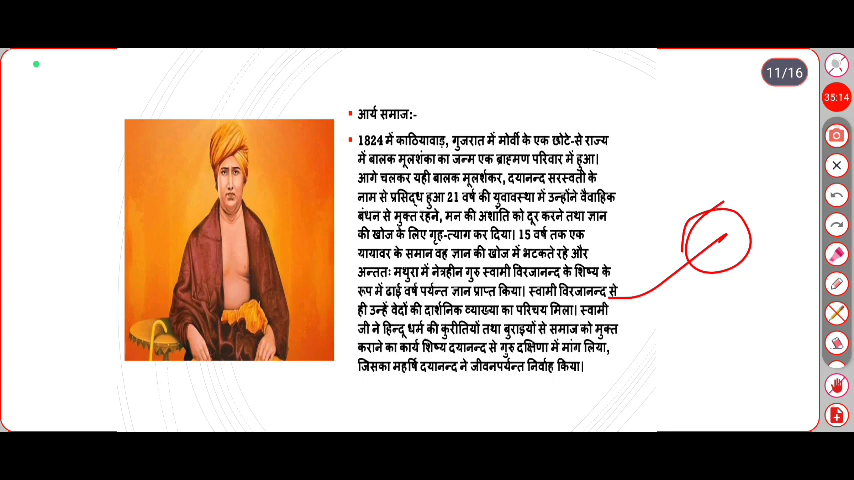 11/16
35:14
आर्य समाज:-
1824 में काठियावाड़, गुजरात में मोर्वी के एक छोटे-से राज्य
में बालक मूलशंका का जन्म एक ब्राह्मण परिवार में हुआ।
आगे चलकर यही बालक मूलशंकर, दयानन्द सरस्वती के
नाम से प्रसिद्ध हुआ 21 वर्ष की युवावस्था में उन्होंने वैवाहिक
बंधन से मुक्त रहने, मन की अशांति को दूर करने तथा ज्ञान
की खोज के लिए गृह-त्याग कर दिया। 15 वर्ष तक एक
यायावर के समान वह ज्ञान की खोज में भटकते रहे और
अन्ततः मथुरा में नेत्रहीन गुरु स्वामी विरजानन्द के शिष्य के
रूप में ढाई वर्ष पर्यन्त ज्ञान प्राप्त किया। स्वामी विरजानन्द से
ही उन्हें वेदों की दार्शनिक व्याख्या का परिचय मिला। स्वामी
जी ने हिन्दू धर्म की कुरीतियों तथा बुराइयों से समाज को मुक्त
कराने का कार्य शिष्य दयानन्द से गुरु दक्षिणा में मांग लिया,
जिसका महर्षि दयानन्द ने जीवनपर्यन्त निर्वाह किया।